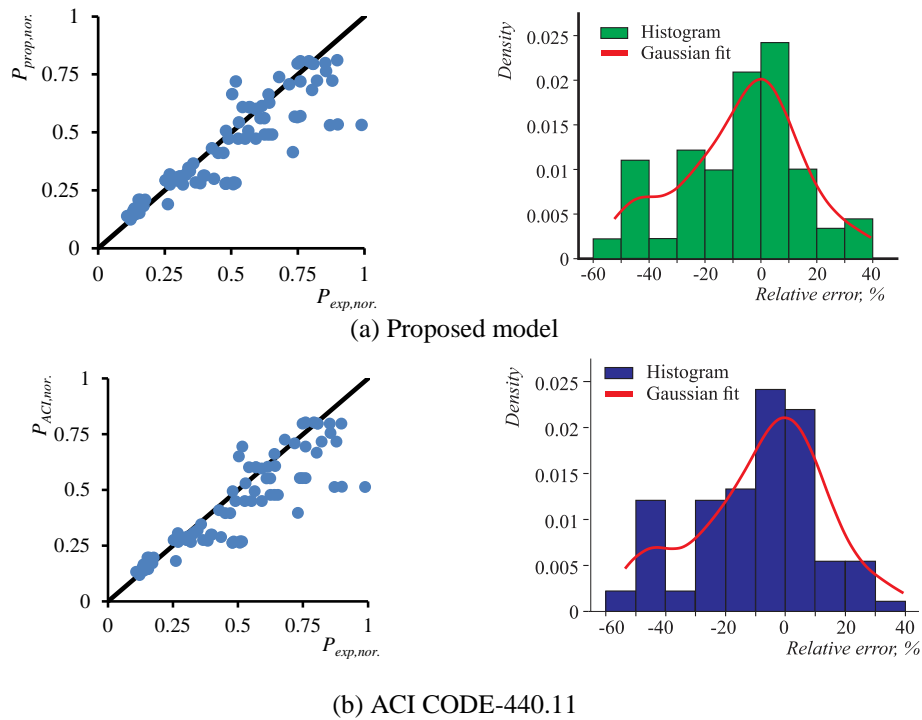 P_prop,nor.
1
0.75
0.5
0.25
0
0 0.25 0.5 0.75 1
P_exp,nor.
Density
0.025
0.02
0.015
0.01
0.005
0
Histogram
Gaussian fit
-60 -40 -20 0 20 40
Relative error, %
(a) Proposed model
P_ACI,nor.
1
0.75
0.5
0.25
0
0 0.25 0.5 0.75 1
P_exp,nor.
Density
0.025
0.02
0.015
0.01
0.005
0
Histogram
Gaussian fit
-60 -40 -20 0 20 40
Relative error, %
(b) ACI CODE-440.11